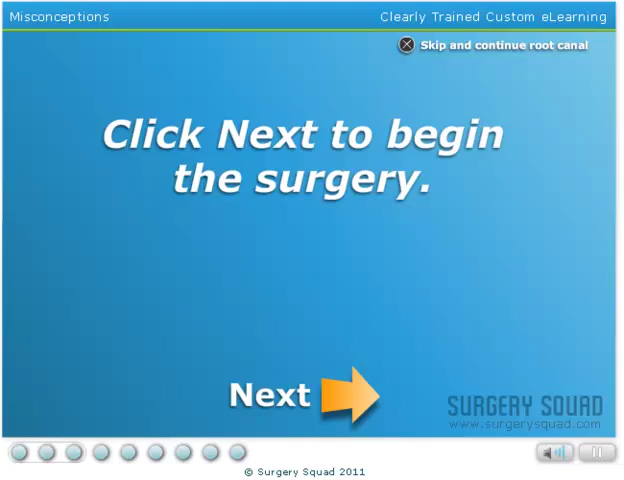 Misconceptions
Clearly Trained Custom eLearning
Skip and continue root canal
Click Next to begin
the surgery.
Next
SURGERY SQUAD
www.surgerysquad.com
© Surgery Squad 2011